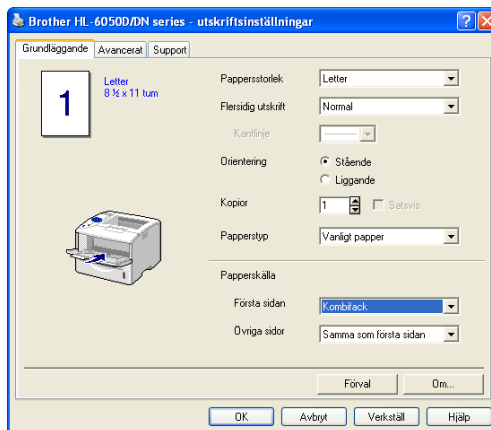 Brother HL-6050D/DN series - utskriftsinställningar
Grundläggande Avancerat Support
1
Letter
8 ½ x 11 tum
Pappersstorlek Letter
Flersidig utskrift Normal
Kantlinje
Orientering Stående
Liggande
Kopior 1 Satsvis
Papperstyp Vanligt papper
Papperskälla
Första sidan Kombifack
Övriga sidor Samma som första sidan
Förval Om...
OK Avbryt Verkställ Hjälp